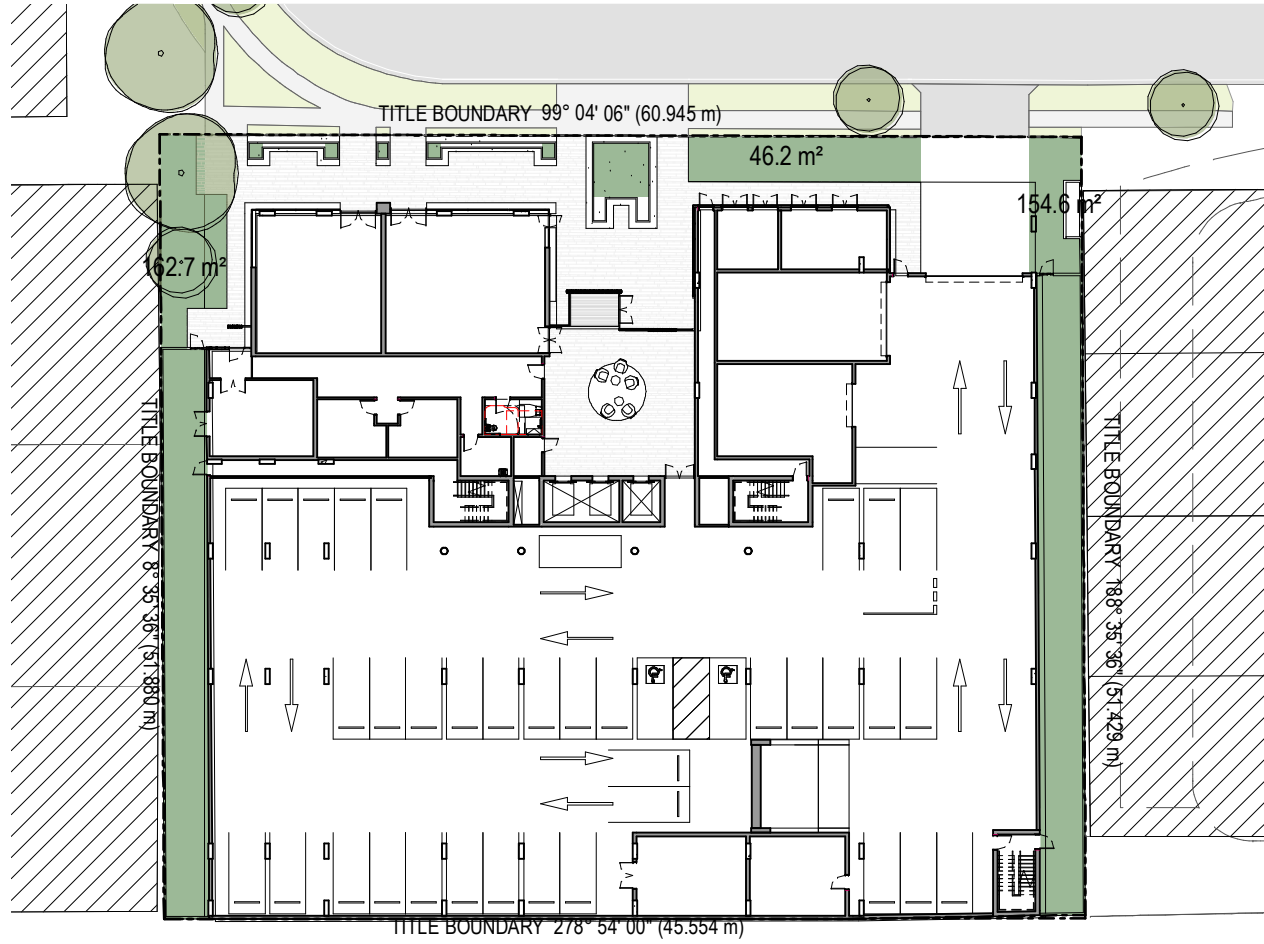 TITLE BOUNDARY 99° 04' 06" (60.945 m)
46.2 m²
154.6 m²
162.7 m²
TITLE BOUNDARY 8° 35' 36" (51.880 m)
TITLE BOUNDARY 188° 35' 36" (51.429 m)
TITLE BOUNDARY 278° 54' 00" (45.554 m)